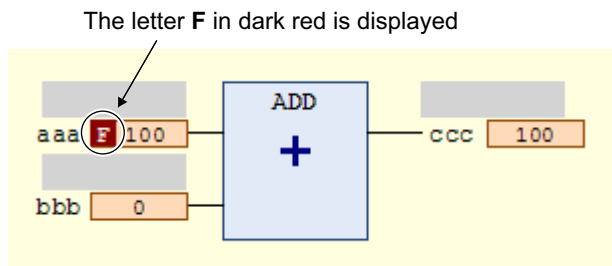 The letter F in dark red is displayed
ADD
aaa F 100
+
ccc 100
bbb 0